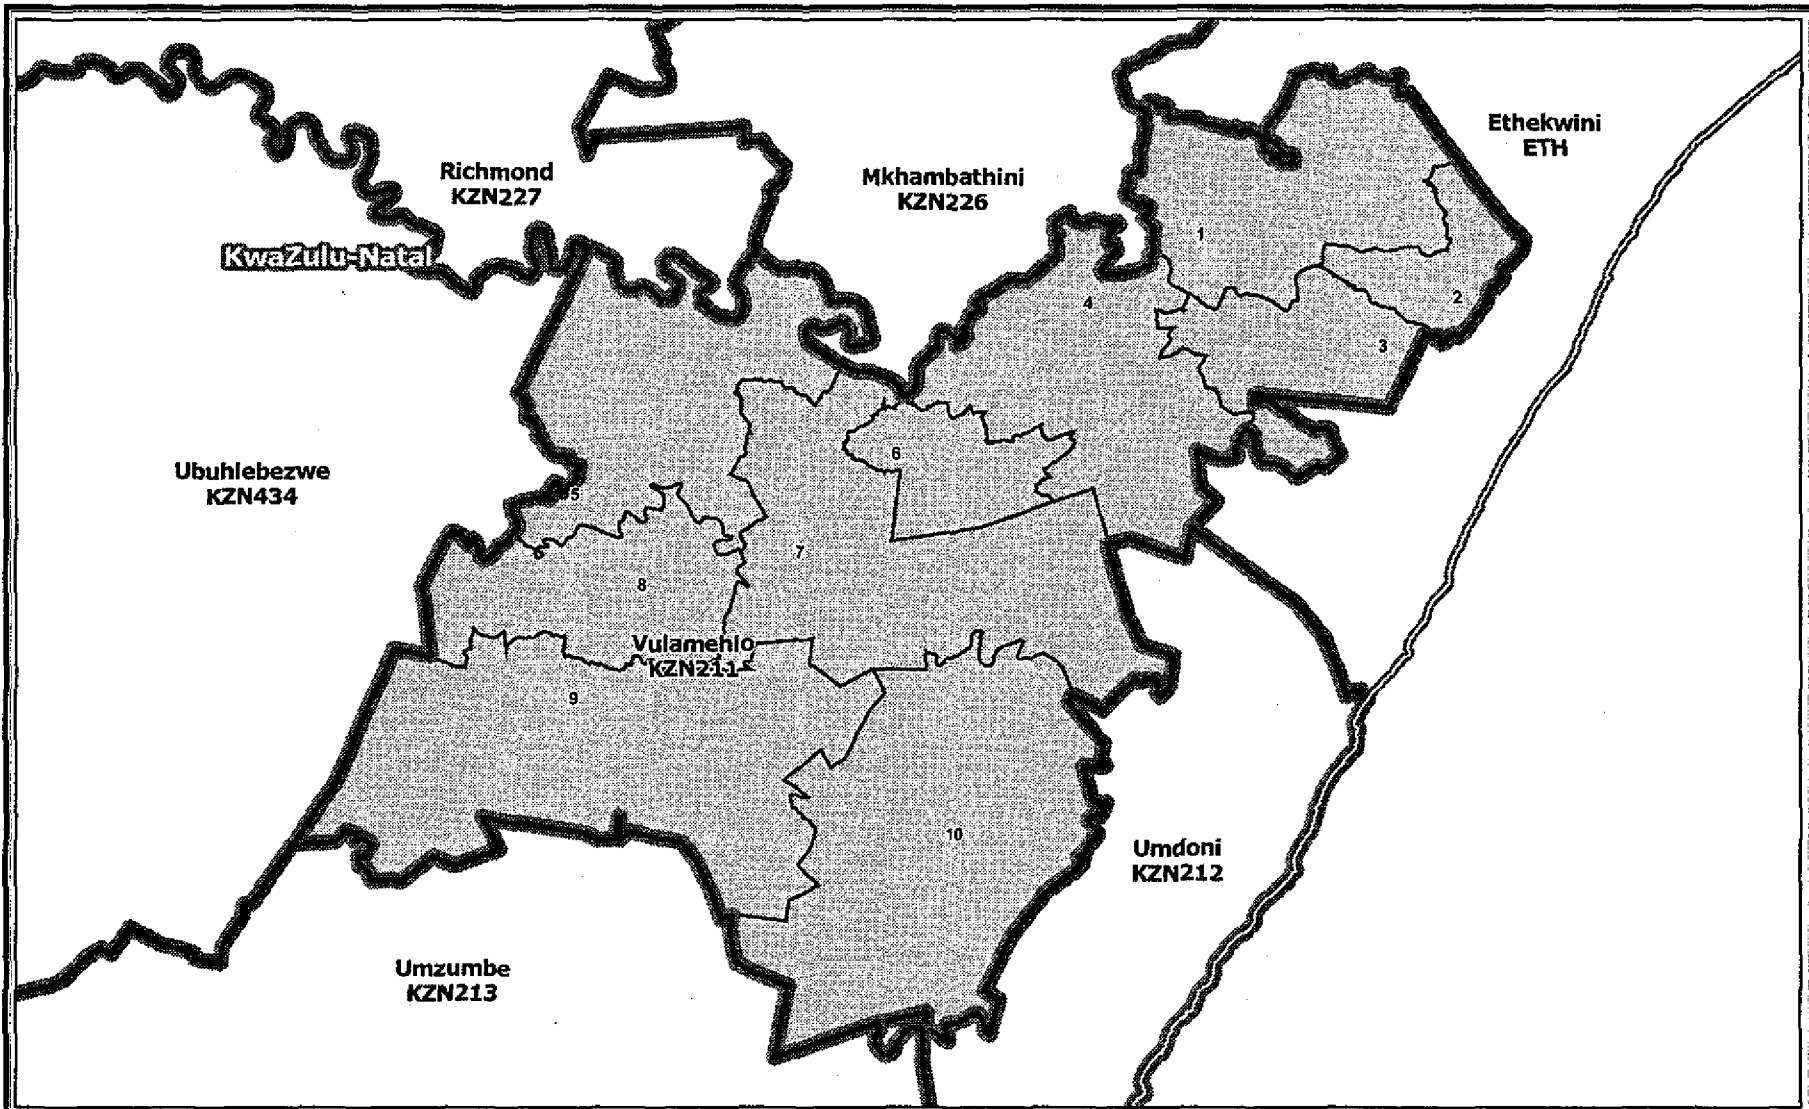 Ethekwini
ETH
Richmond
KZN227
Mkhambathini
KZN226
KwaZulu-Natal
1
4
2
3
Ubuhlebezwe
KZN434
6
5
7
8
Vulamehlo
KZN211
9
10
Umdoni
KZN212
Umzumbe
KZN213